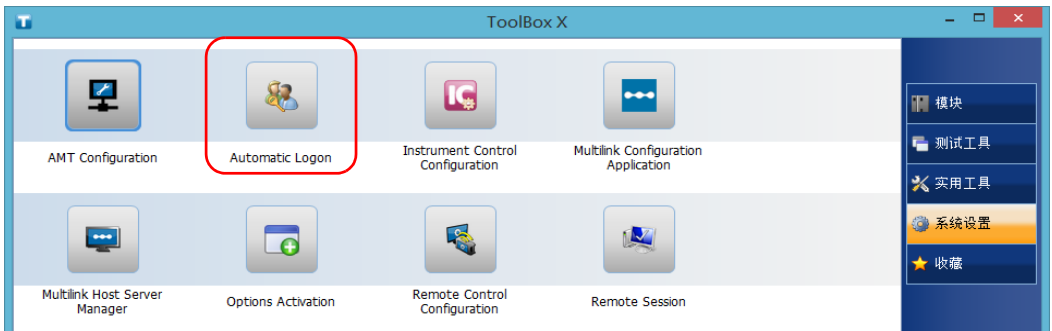 ToolBox X
AMT Configuration
Automatic Logon
Instrument Control
Configuration
Multilink Configuration
Application
Multilink Host Server
Manager
Options Activation
Remote Control
Configuration
Remote Session
模块
测试工具
实用工具
系统设置
收藏